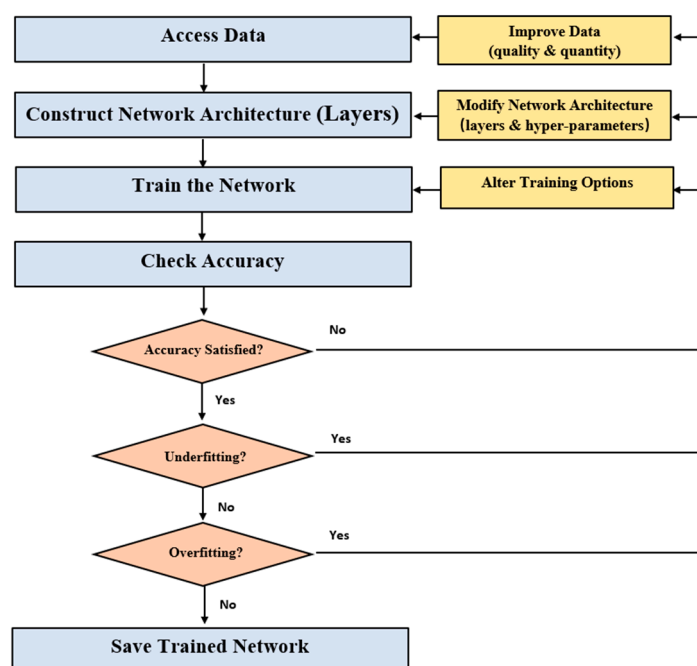 Access Data
Improve Data
(quality & quantity)
Construct Network Architecture (Layers)
Modify Network Architecture
(layers & hyper-parameters)
Train the Network
Alter Training Options
Check Accuracy
Accuracy Satisfied?
No
Yes
Underfitting?
Yes
No
Overfitting?
Yes
No
Save Trained Network